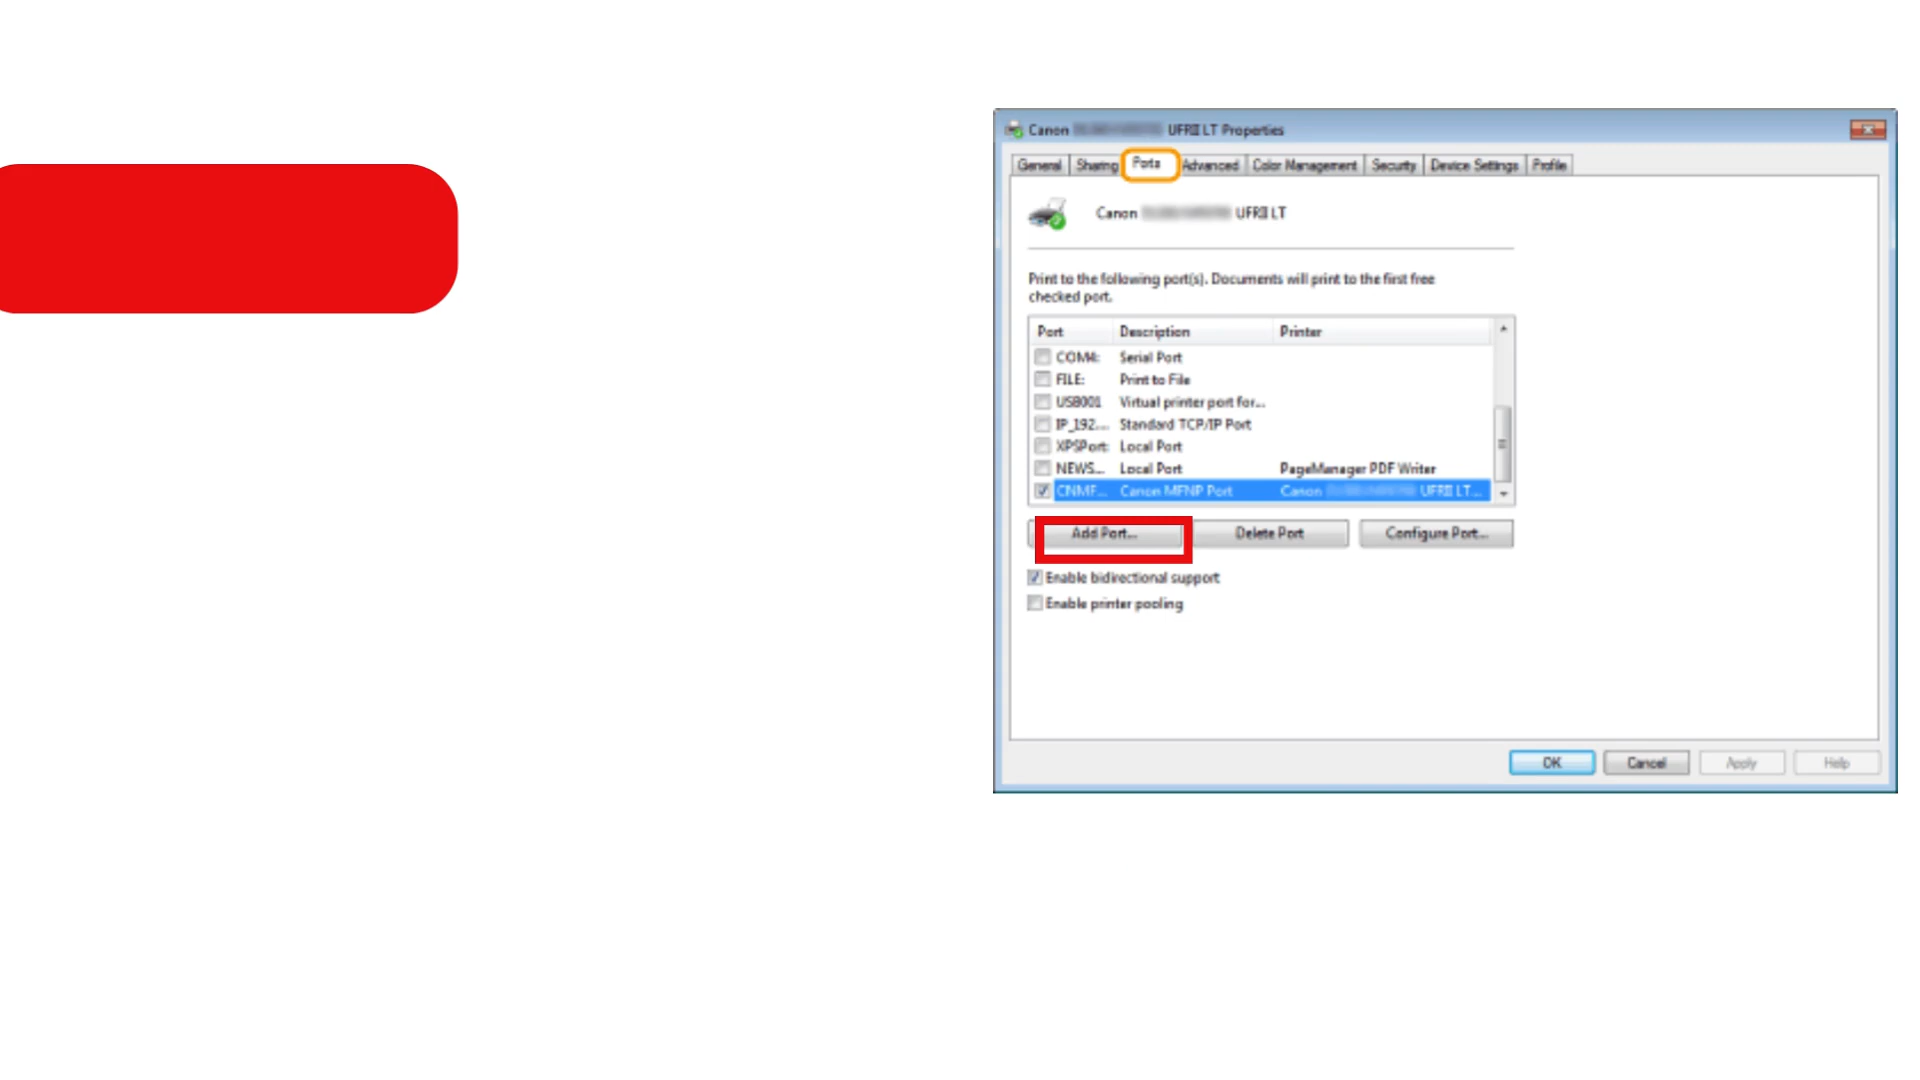 Canon UFRII LT Properties
General Sharing Ports Advanced Color Management Security Device Settings Profile
Canon UFRII LT
Print to the following port(s). Documents will print to the first free
checked port.
Port Description Printer
COM4: Serial Port
FILE: Print to File
USB001 Virtual printer port for...
IP_192.... Standard TCP/IP Port
XPSPort: Local Port
NEWS... Local Port PageManager PDF Writer
CNMF... Canon MFNP Port Canon UFRII LT...
Add Port... Delete Port Configure Port...
Enable bidirectional support
Enable printer pooling
OK Cancel Apply Help